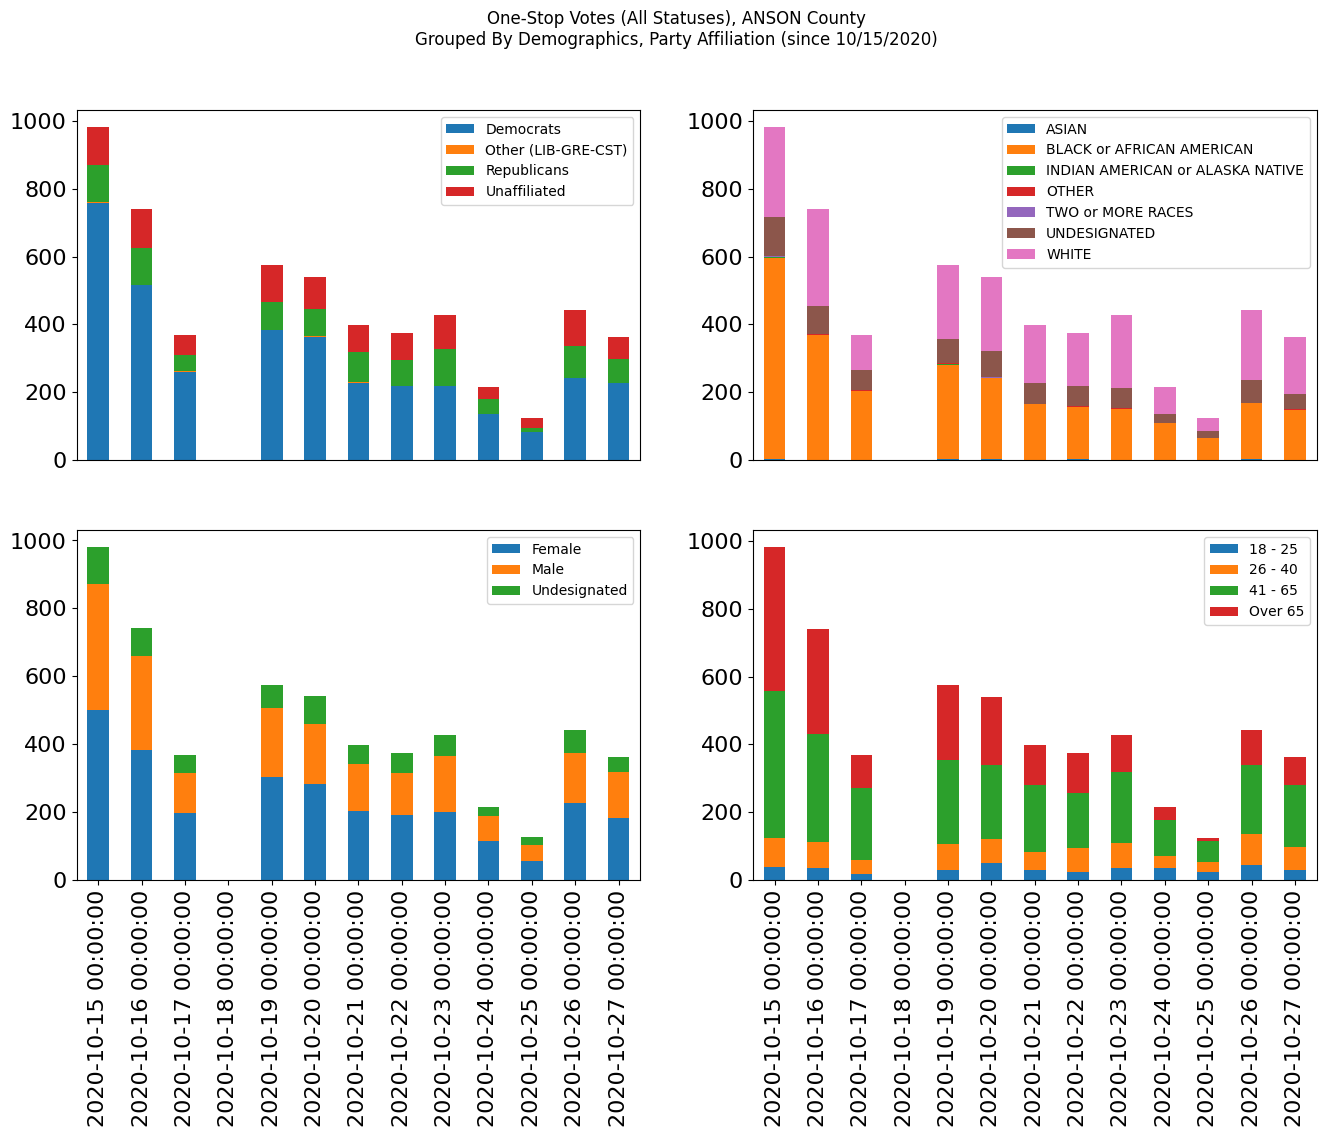 One-Stop Votes (All Statuses), ANSON County
Grouped By Demographics, Party Affiliation (since 10/15/2020)
1000
800
600
400
200
0
Democrats
Other (LIB-GRE-CST)
Republicans
Unaffiliated
1000
800
600
400
200
0
ASIAN
BLACK or AFRICAN AMERICAN
INDIAN AMERICAN or ALASKA NATIVE
OTHER
TWO or MORE RACES
UNDESIGNATED
WHITE
1000
800
600
400
200
0
Female
Male
Undesignated
2020-10-15 00:00:00
2020-10-16 00:00:00
2020-10-17 00:00:00
2020-10-18 00:00:00
2020-10-19 00:00:00
2020-10-20 00:00:00
2020-10-21 00:00:00
2020-10-22 00:00:00
2020-10-23 00:00:00
2020-10-24 00:00:00
2020-10-25 00:00:00
2020-10-26 00:00:00
2020-10-27 00:00:00
1000
800
600
400
200
0
18 - 25
26 - 40
41 - 65
Over 65
2020-10-15 00:00:00
2020-10-16 00:00:00
2020-10-17 00:00:00
2020-10-18 00:00:00
2020-10-19 00:00:00
2020-10-20 00:00:00
2020-10-21 00:00:00
2020-10-22 00:00:00
2020-10-23 00:00:00
2020-10-24 00:00:00
2020-10-25 00:00:00
2020-10-26 00:00:00
2020-10-27 00:00:00